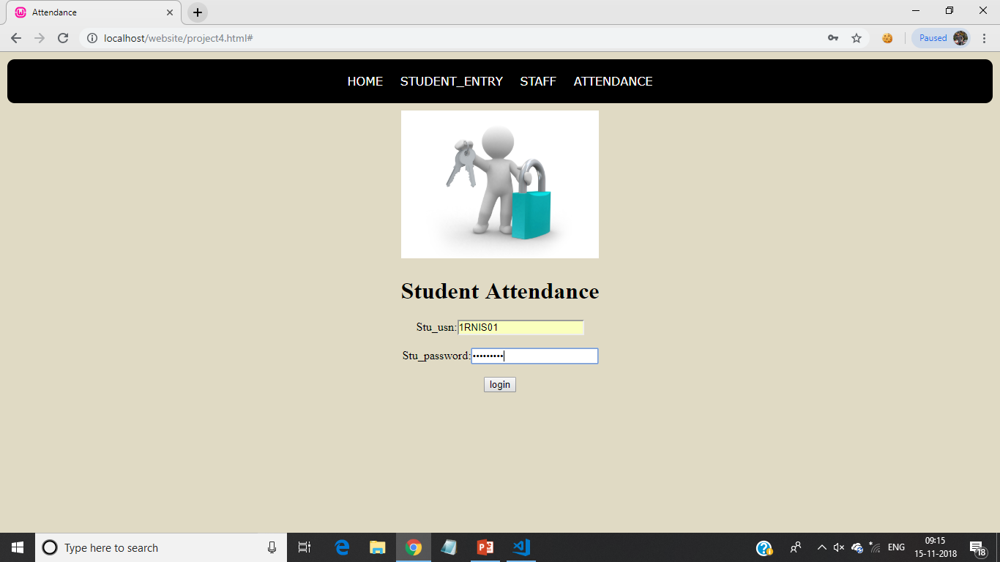 Attendance
localhost/website/project4.html#
Paused
HOME STUDENT_ENTRY STAFF ATTENDANCE
Student Attendance
Stu_usn:1RNIS01
Stu_password:•••••••••
login
Type here to search
ENG
09:15
15-11-2018
18